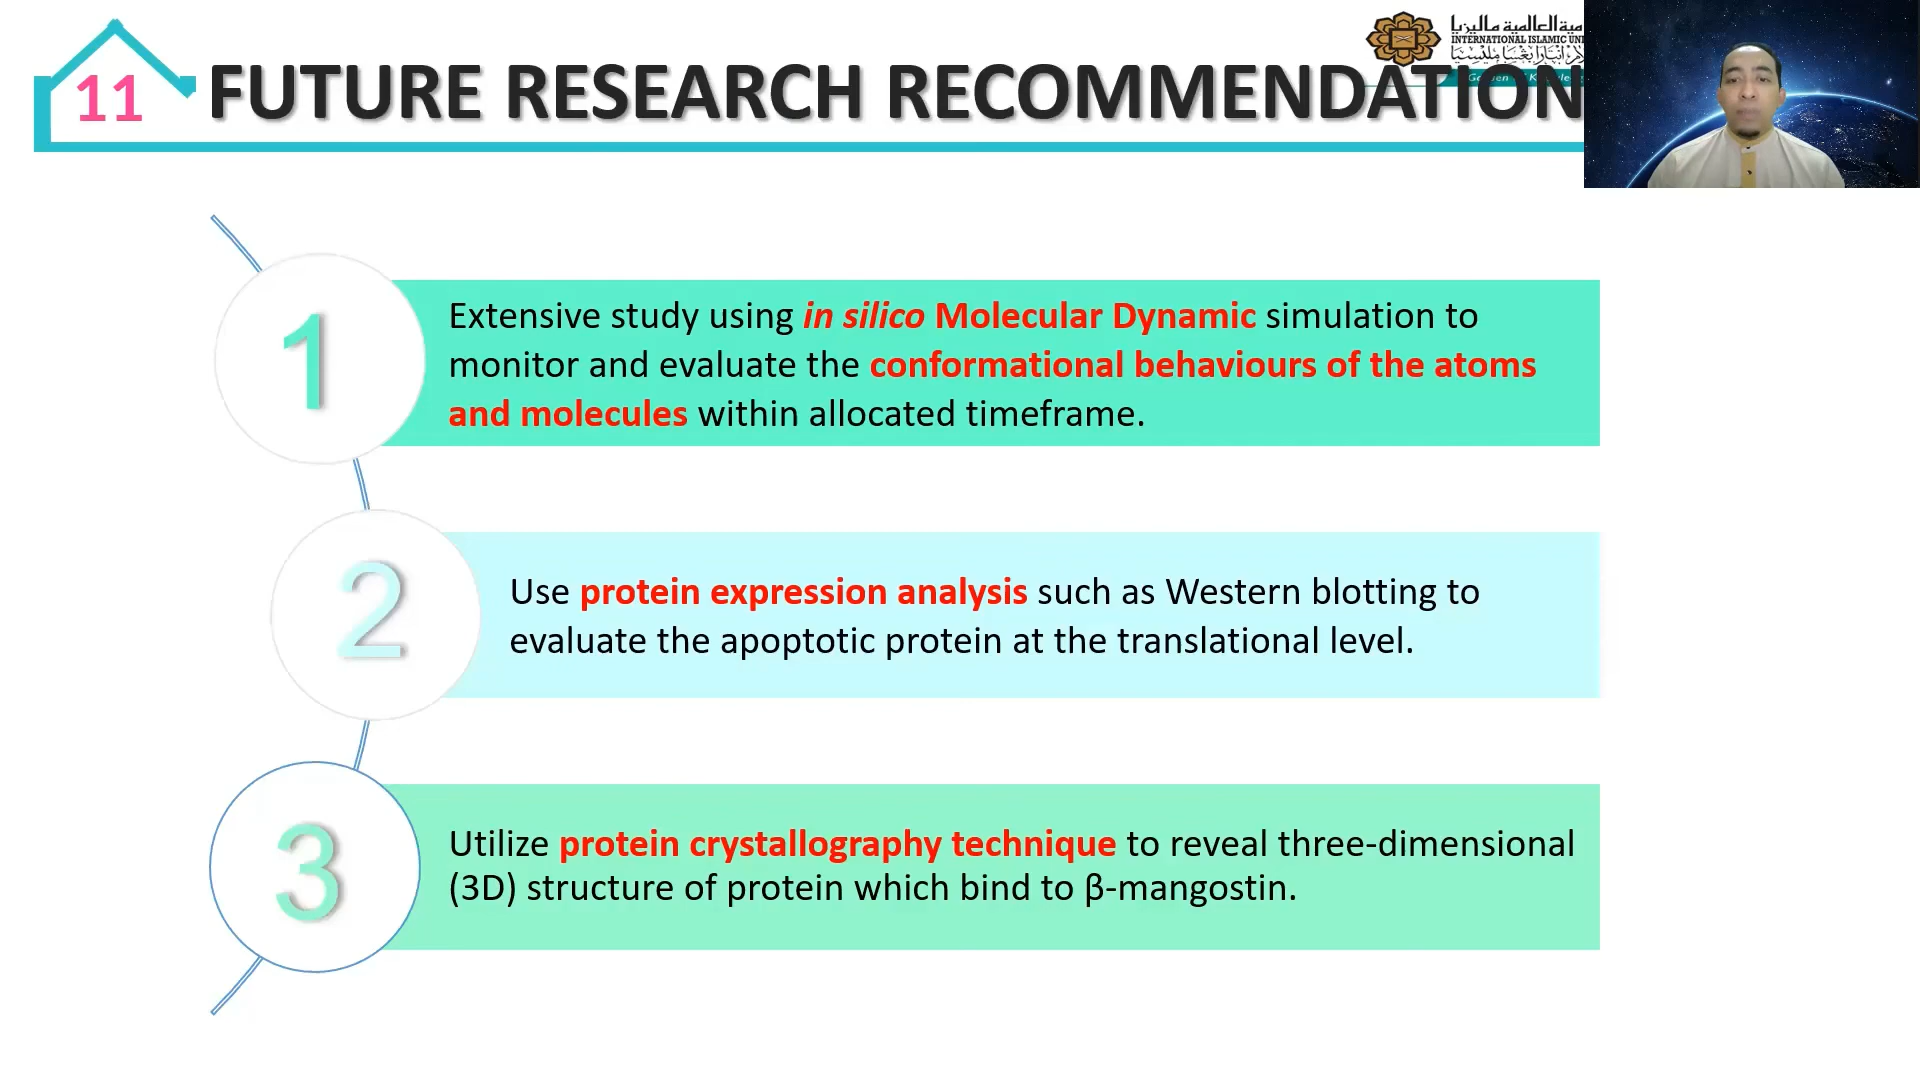 11
FUTURE RESEARCH RECOMMENDATION
INTERNATIONAL ISLAMIC UNI
1
Extensive study using in silico Molecular Dynamic simulation to
monitor and evaluate the conformational behaviours of the atoms
and molecules within allocated timeframe.
2
Use protein expression analysis such as Western blotting to
evaluate the apoptotic protein at the translational level.
3
Utilize protein crystallography technique to reveal three-dimensional
(3D) structure of protein which bind to β-mangostin.